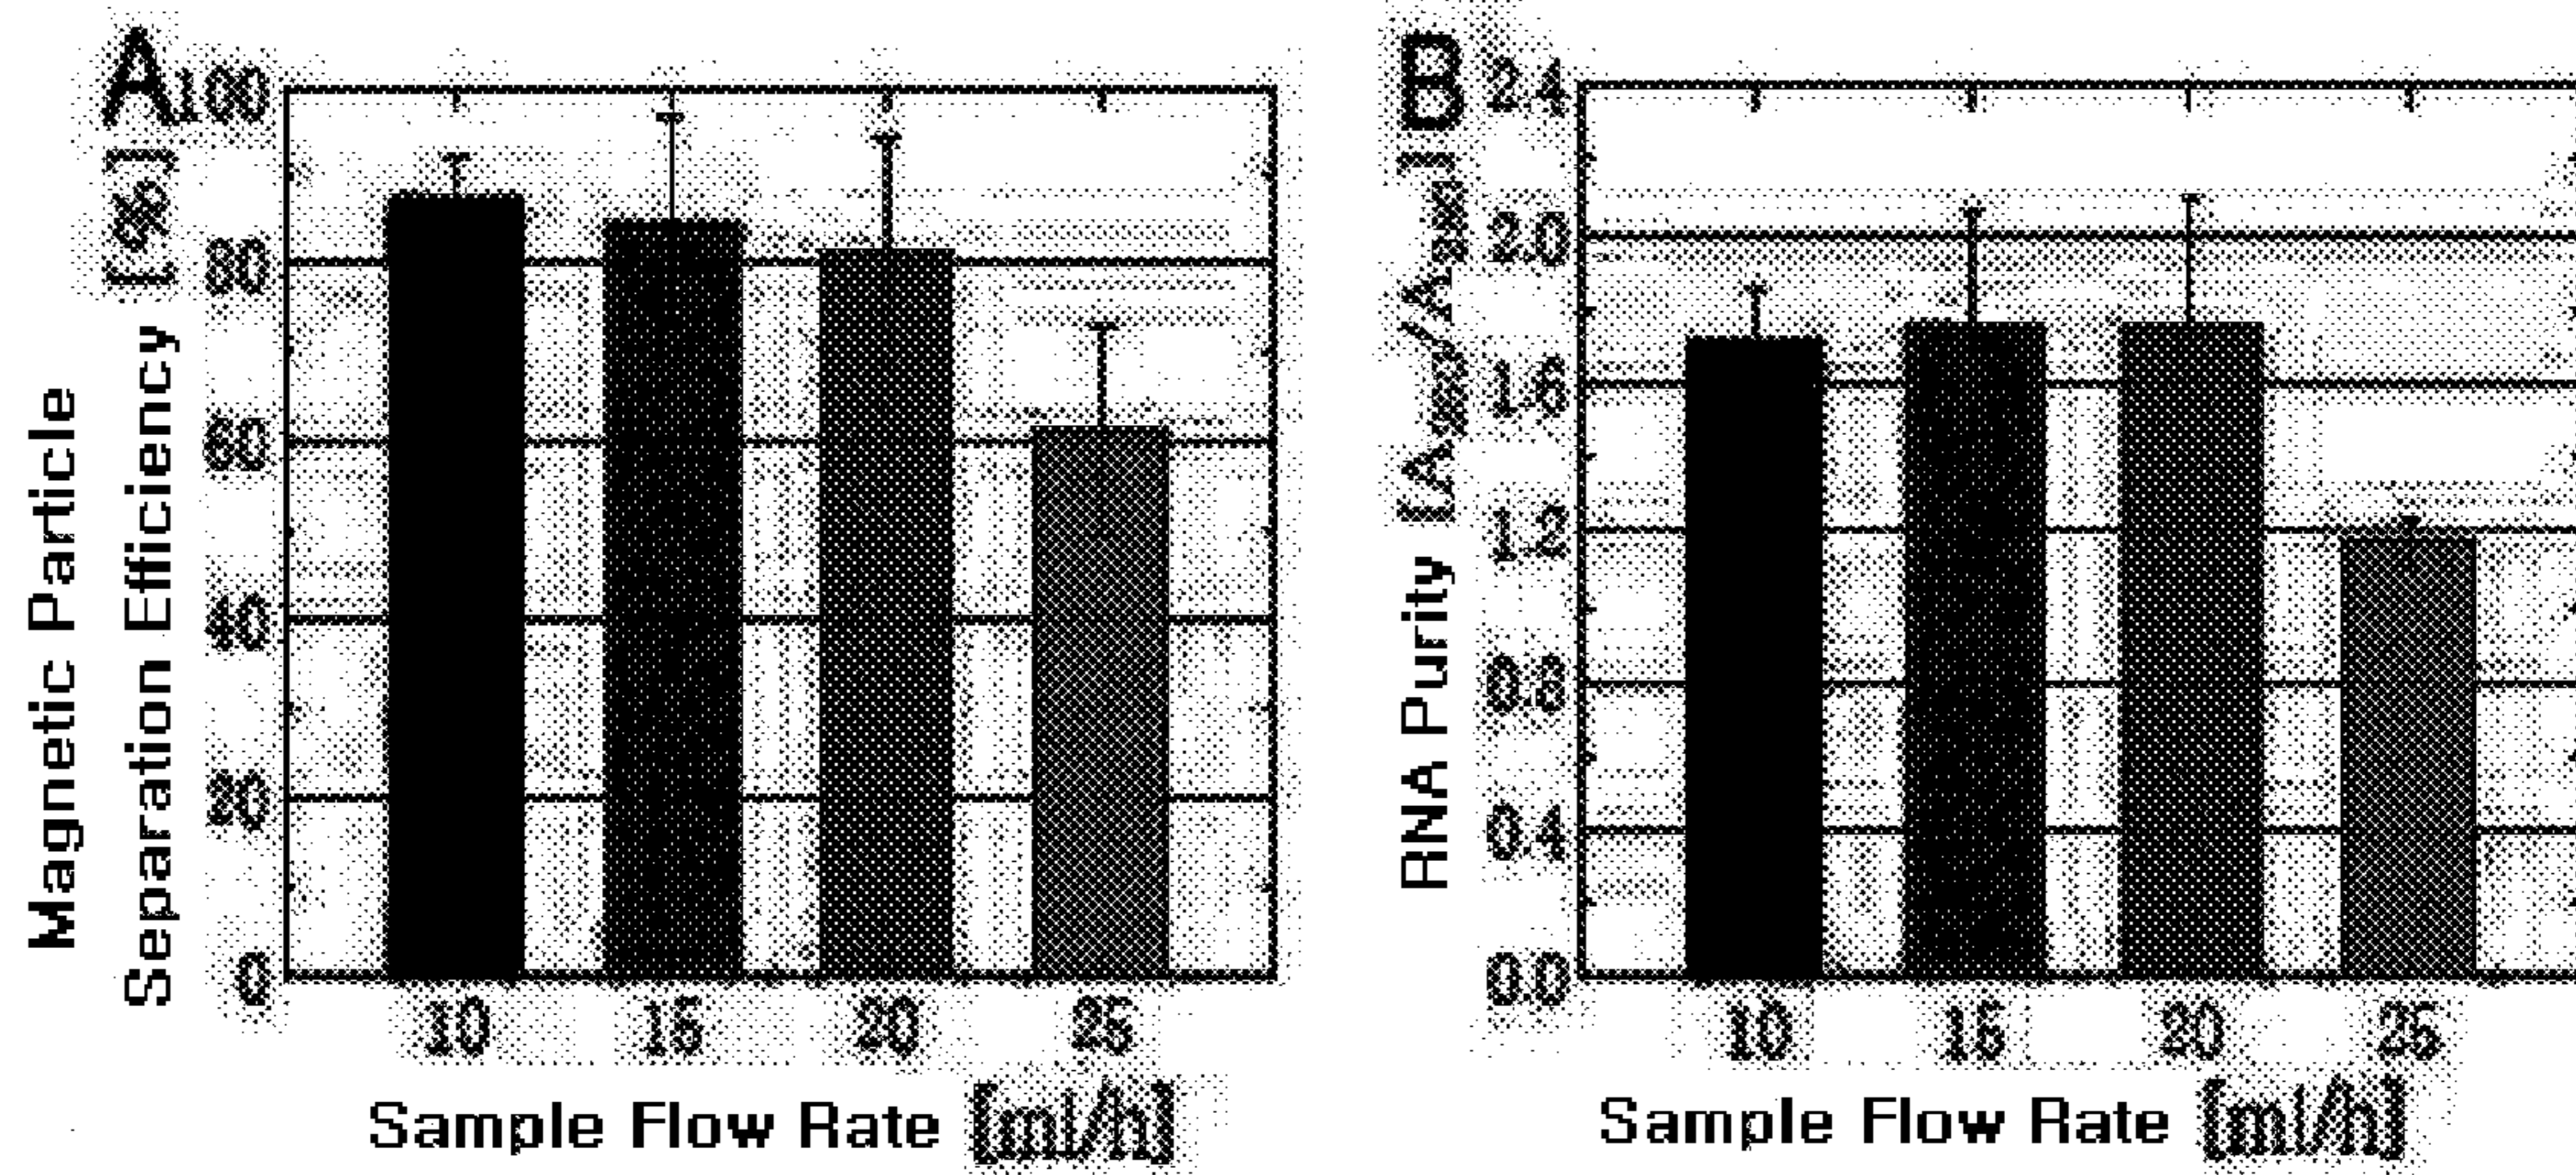 A
Magnetic Particle
Separation Efficiency [%]
100
80
60
40
20
0
10 15 20 25
Sample Flow Rate [ml/h]
B
RNA Purity [A260/A280]
2.4
2.0
1.6
1.2
0.8
0.4
0.0
10 15 20 25
Sample Flow Rate [ml/h]